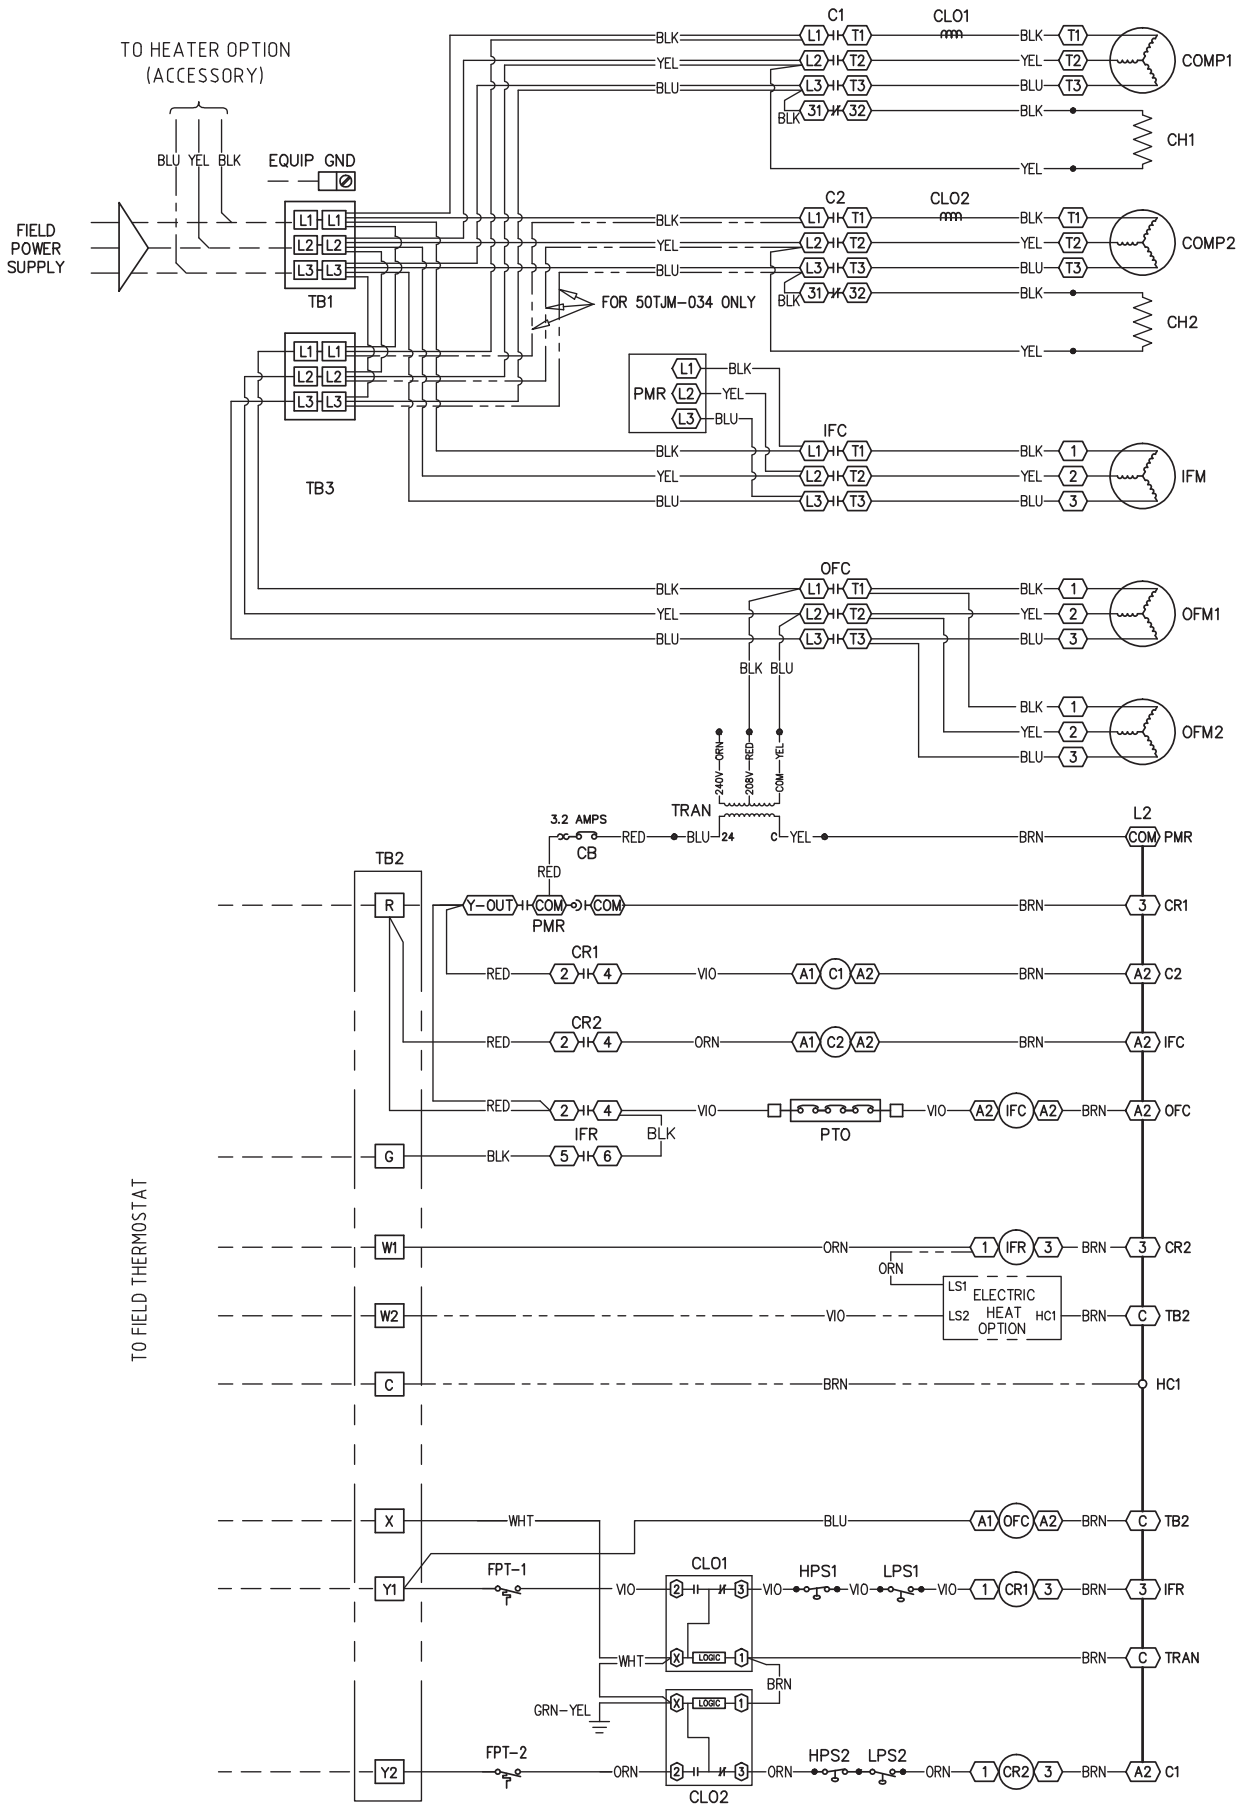 C1 CLO1
TO HEATER OPTION
(ACCESSORY)
BLK L1 T1 BLK T1
YEL L2 T2 YEL T2 COMP1
BLU L3 T3 BLU T3
BLK 31 32 BLK
CH1
BLU YEL BLK
EQUIP GND
YEL
C2 CLO2
FIELD
POWER
SUPPLY
L1 L1 BLK L1 T1 BLK T1
L2 L2 YEL L2 T2 YEL T2 COMP2
L3 L3 BLU L3 T3 BLU T3
TB1
BLK 31 32 BLK
FOR 50TJM-034 ONLY
CH2
L1 L1 YEL
L2 L2
L3 L3
TB3
PMR
L1 BLK
L2 YEL
L3 BLU
IFC
BLK L1 T1 BLK 1
YEL L2 T2 YEL 2 IFM
BLU L3 T3 BLU 3
OFC
BLK L1 T1 BLK 1
YEL L2 T2 YEL 2 OFM1
BLU L3 T3 BLU 3
BLK BLU
BLK 1
YEL 2 OFM2
BLU 3
240V ORN
208V RED
COM YEL
TRAN
L2
3.2 AMPS
CB RED BLU 24 C YEL BRN COM PMR
RED
TB2
R Y-OUT COM COM BRN 3 CR1
PMR
CR1
RED 2 4 VIO A1 C1 A2 BRN A2 C2
CR2
RED 2 4 ORN A1 C2 A2 BRN A2 IFC
RED 2 4 VIO PTO VIO A2 IFC A2 BRN A2 OFC
IFR BLK
G BLK 5 6
TO FIELD THERMOSTAT
W1 ORN 1 IFR 3 BRN 3 CR2
ORN
LS1 ELECTRIC
W2 VIO LS2 HEAT HC1 BRN C TB2
OPTION
C BRN HC1
X WHT BLU A1 OFC A2 BRN C TB2
FPT-1 CLO1 HPS1 LPS1
Y1 VIO 2 3 VIO VIO VIO 1 CR1 3 BRN 3 IFR
WHT X LOGIC 1 BRN C TRAN
BRN
GRN-YEL X LOGIC 1
FPT-2 HPS2 LPS2
Y2 ORN 2 3 ORN ORN 1 CR2 3 BRN A2 C1
CLO2